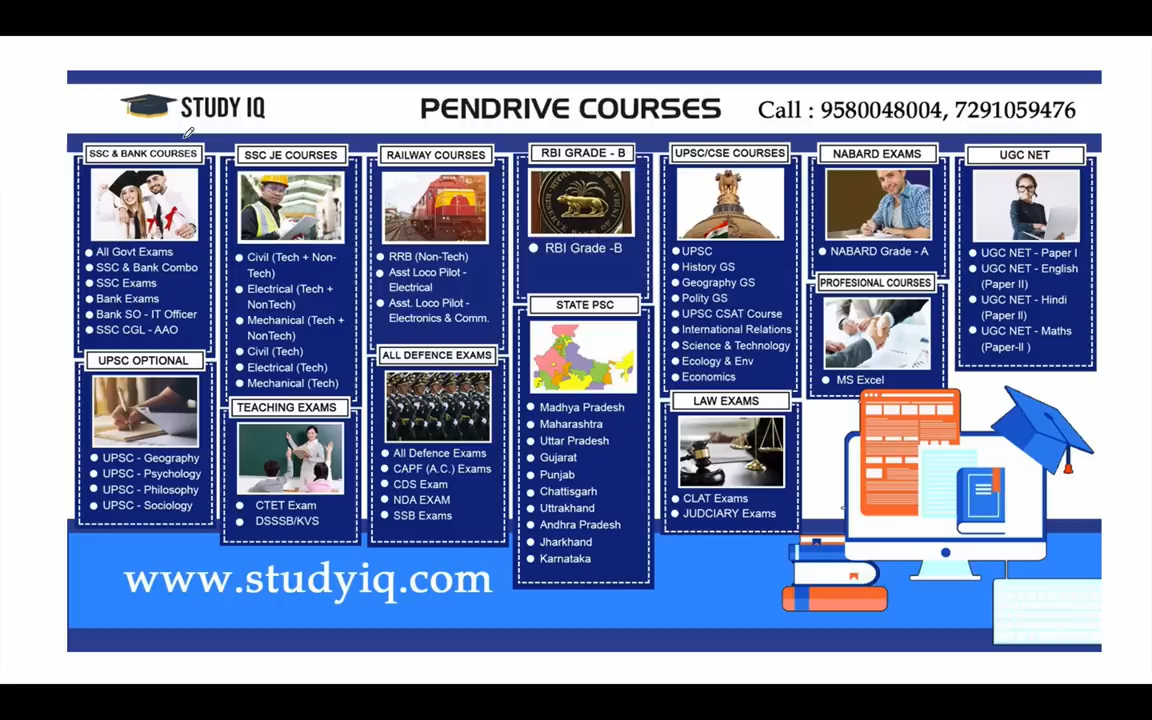 STUDY IQ
PENDRIVE COURSES
Call : 9580048004, 7291059476
SSC & BANK COURSES
All Govt Exams
SSC & Bank Combo
SSC Exams
Bank Exams
Bank SO - IT Officer
SSC CGL - AAO
UPSC OPTIONAL
UPSC - Geography
UPSC - Psychology
UPSC - Philosophy
UPSC - Sociology
SSC JE COURSES
Civil (Tech + Non-
Tech)
Electrical (Tech +
NonTech)
Mechanical (Tech +
NonTech)
Civil (Tech)
Electrical (Tech)
Mechanical (Tech)
TEACHING EXAMS
CTET Exam
DSSSB/KVS
RAILWAY COURSES
RRB (Non-Tech)
Asst Loco Pilot -
Electrical
Asst. Loco Pilot -
Electronics & Comm.
ALL DEFENCE EXAMS
All Defence Exams
CAPF (A.C.) Exams
CDS Exam
NDA EXAM
SSB Exams
RBI GRADE - B
RBI Grade -B
STATE PSC
Madhya Pradesh
Maharashtra
Uttar Pradesh
Gujarat
Punjab
Chattisgarh
Uttrakhand
Andhra Pradesh
Jharkhand
Karnataka
UPSC/CSE COURSES
UPSC
History GS
Geography GS
Polity GS
UPSC CSAT Course
International Relations
Science & Technology
Ecology & Env
Economics
LAW EXAMS
CLAT Exams
JUDCIARY Exams
NABARD EXAMS
NABARD Grade - A
PROFESIONAL COURSES
MS Excel
UGC NET
UGC NET - Paper I
UGC NET - English
(Paper II)
UGC NET - Hindi
(Paper II)
UGC NET - Maths
(Paper-II )
www.studyiq.com